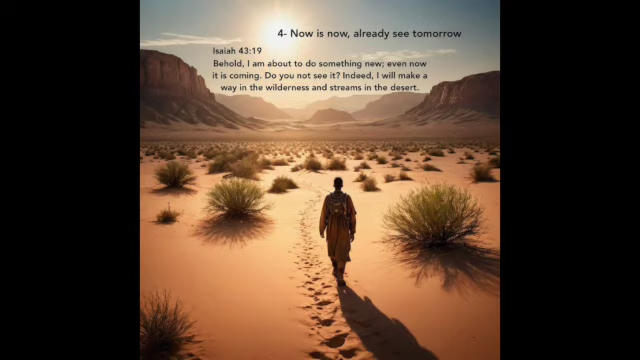 4- Now is now, already see tomorrow
Isaiah 43:19
Behold, I am about to do something new; even now
it is coming. Do you not see it? Indeed, I will make a
way in the wilderness and streams in the desert.